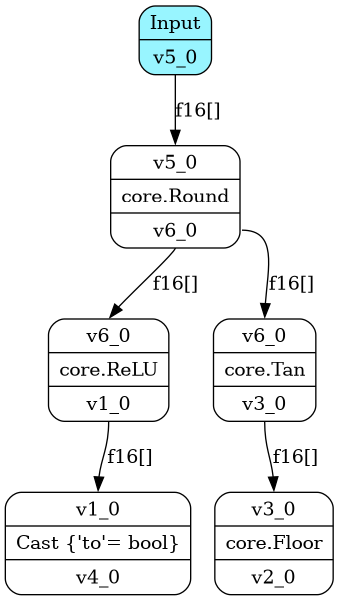 Input
v5_0
f16[]
v5_0
core.Round
v6_0
f16[]
f16[]
v6_0
core.ReLU
v1_0
v6_0
core.Tan
v3_0
f16[]
f16[]
v1_0
Cast {'to'= bool}
v4_0
v3_0
core.Floor
v2_0